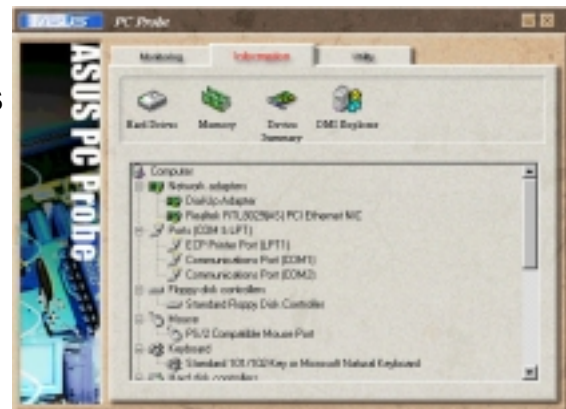 ASUS PC Probe
Monitoring Information Utility
Hard Drives Memory Device Summary DMI Explorer
ASUS PC Probe
Computer
Network adapters
Dial-Up Adapter
Realtek RTL8029(AS) PCI Ethernet NIC
Ports (COM & LPT)
ECP Printer Port (LPT1)
Communications Port (COM1)
Communications Port (COM2)
Floppy disk controllers
Standard Floppy Disk Controller
Mouse
PS/2 Compatible Mouse Port
Keyboard
Standard 101/102-Key or Microsoft Natural Keyboard
Hard disk controllers
s